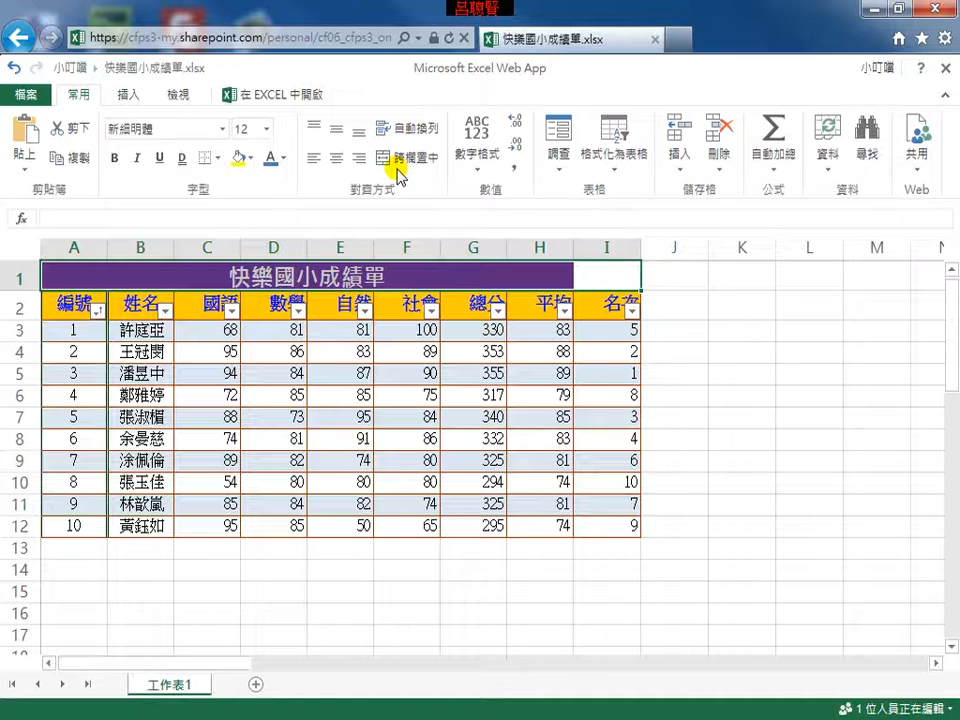 呂聰賢
https://cfps3-my.sharepoint.com/personal/cf06_cfps3_on
快樂國小成績單.xlsx
小叮噹 › 快樂國小成績單.xlsx
Microsoft Excel Web App
小叮噹
檔案 常用 插入 檢視 在 EXCEL 中開啟
貼上 剪下 複製 新細明體 12 B I U D A 自動換列 跨欄置中 ABC 123 數字格式 .00 .0 調查 格式化為表格 插入 刪除 自動加總 資料 尋找 共用
剪貼簿 字型 對齊方式 數值 表格 儲存格 公式 資料 Web
fx
A B C D E F G H I J K L M N
1 快樂國小成績單
2 編號 姓名 國 數學 自然 社會 總分 平均 名次
3 1 許庭亞 68 81 81 100 330 83 5
4 2 王冠閔 95 86 83 89 353 88 2
5 3 潘昱中 94 84 87 90 355 89 1
6 4 鄭雅婷 72 85 85 75 317 79 8
7 5 張淑楣 88 73 95 84 340 85 3
8 6 余晏慈 74 81 91 86 332 83 4
9 7 涂佩倫 89 82 74 80 325 81 6
10 8 張玉佳 54 80 80 80 294 74 10
11 9 林歆嵐 85 84 82 74 325 81 7
12 10 黃鈺如 95 85 50 65 295 74 9
13
14
15
16
17
工作表1
1 位人員正在編輯